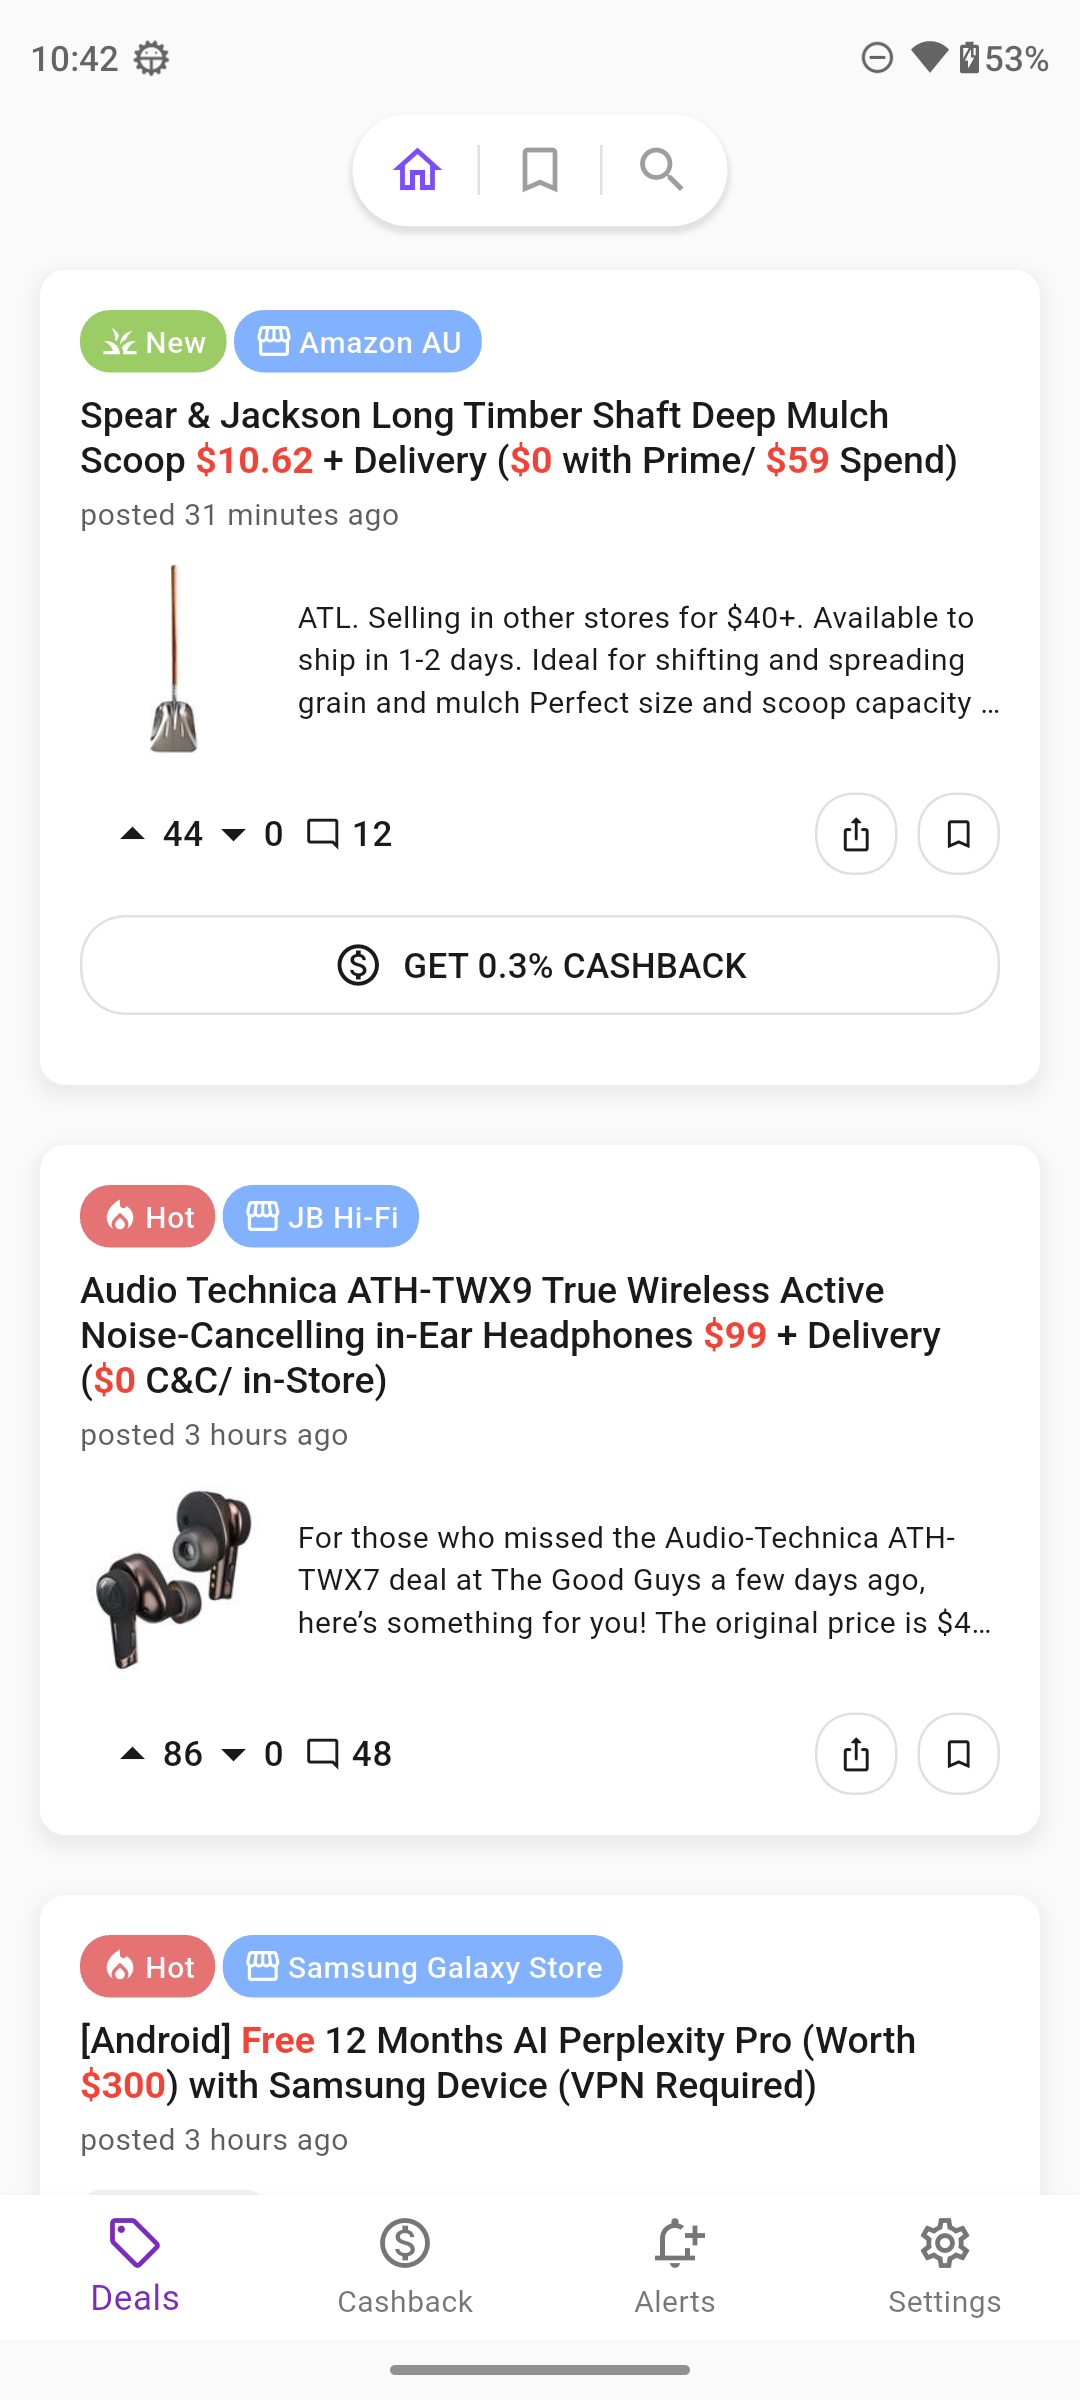 10:42
53%
New
Amazon AU
Spear & Jackson Long Timber Shaft Deep Mulch
Scoop $10.62 + Delivery ($0 with Prime/ $59 Spend)
posted 31 minutes ago
ATL. Selling in other stores for $40+. Available to
ship in 1-2 days. Ideal for shifting and spreading
grain and mulch Perfect size and scoop capacity …
44 0 12
GET 0.3% CASHBACK
Hot
JB Hi-Fi
Audio Technica ATH-TWX9 True Wireless Active
Noise-Cancelling in-Ear Headphones $99 + Delivery
($0 C&C/ in-Store)
posted 3 hours ago
For those who missed the Audio-Technica ATH-
TWX7 deal at The Good Guys a few days ago,
here’s something for you! The original price is $4…
86 0 48
Hot
Samsung Galaxy Store
[Android] Free 12 Months AI Perplexity Pro (Worth
$300) with Samsung Device (VPN Required)
posted 3 hours ago
Deals
Cashback
Alerts
Settings